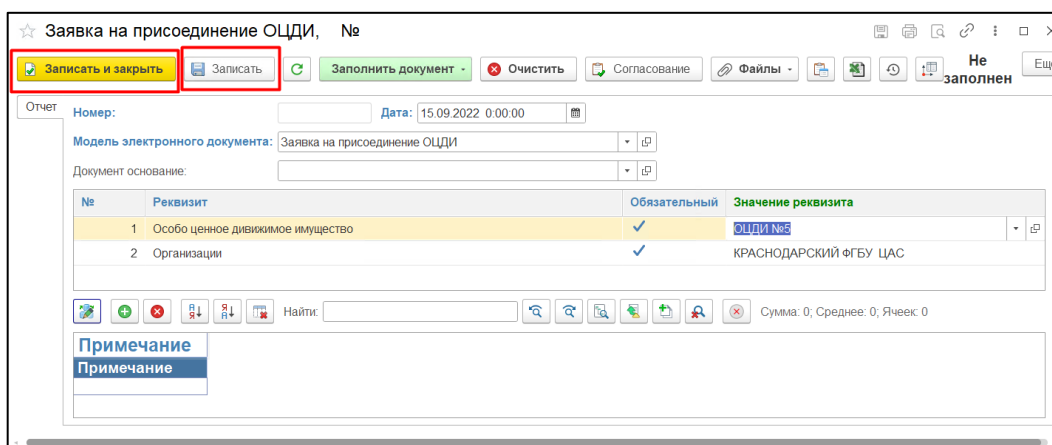 Заявка на присоединение ОЦДИ, №
Записать и закрыть Записать Заполнить документ Очистить Согласование Файлы Не заполнен Ещ
Отчет
Номер: Дата: 15.09.2022 0:00:00
Модель электронного документа: Заявка на присоединение ОЦДИ
Документ основание:
№ Реквизит Обязательный Значение реквизита
1 Особо ценное дивижимое имущество ОЦДИ №5
2 Организации КРАСНОДАРСКИЙ ФГБУ ЦАС
Найти: Сумма: 0; Среднее: 0; Ячеек: 0
Примечание
Примечание